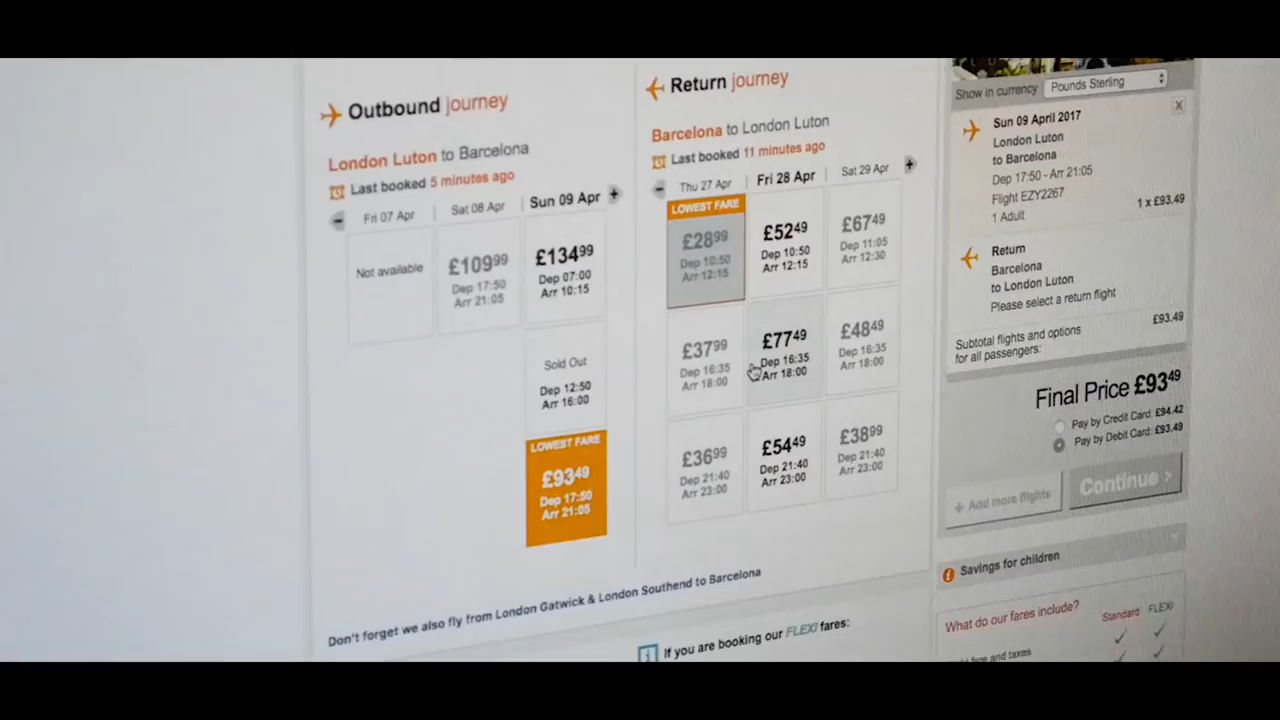 Outbound journey
London Luton to Barcelona
Last booked 5 minutes ago
Fri 07 Apr
Sat 08 Apr
Sun 09 Apr
Not available
£109.99
Dep 17:50
Arr 21:05
£134.99
Dep 07:00
Arr 10:15
Sold Out
Dep 12:50
Arr 16:00
LOWEST FARE
£93.49
Dep 17:50
Arr 21:05
Return journey
Barcelona to London Luton
Last booked 11 minutes ago
Thu 27 Apr
Fri 28 Apr
Sat 29 Apr
LOWEST FARE
£28.99
Dep 10:50
Arr 12:15
£52.49
Dep 10:50
Arr 12:15
£67.49
Dep 11:05
Arr 12:30
£37.99
Dep 16:35
Arr 18:00
£77.49
Dep 16:35
Arr 18:00
£48.49
Dep 16:35
Arr 18:00
£36.99
Dep 21:40
Arr 23:00
£54.49
Dep 21:40
Arr 23:00
£38.99
Dep 21:40
Arr 23:00
Don't forget we also fly from London Gatwick & London Southend to Barcelona
If you are booking our FLEXI fares:
Show in currency Pounds Sterling
Sun 09 April 2017
London Luton
to Barcelona
Dep 17:50 - Arr 21:05
Flight EZY2267
1 Adult
1 x £93.49
Return
Barcelona
to London Luton
Please select a return flight
Subtotal flights and options
for all passengers:
£93.49
Final Price £93.49
Pay by Credit Card: £94.42
Pay by Debit Card: £93.49
+ Add more flights
Continue >
Savings for children
What do our fares include?
Standard
FLEXI
fare and taxes